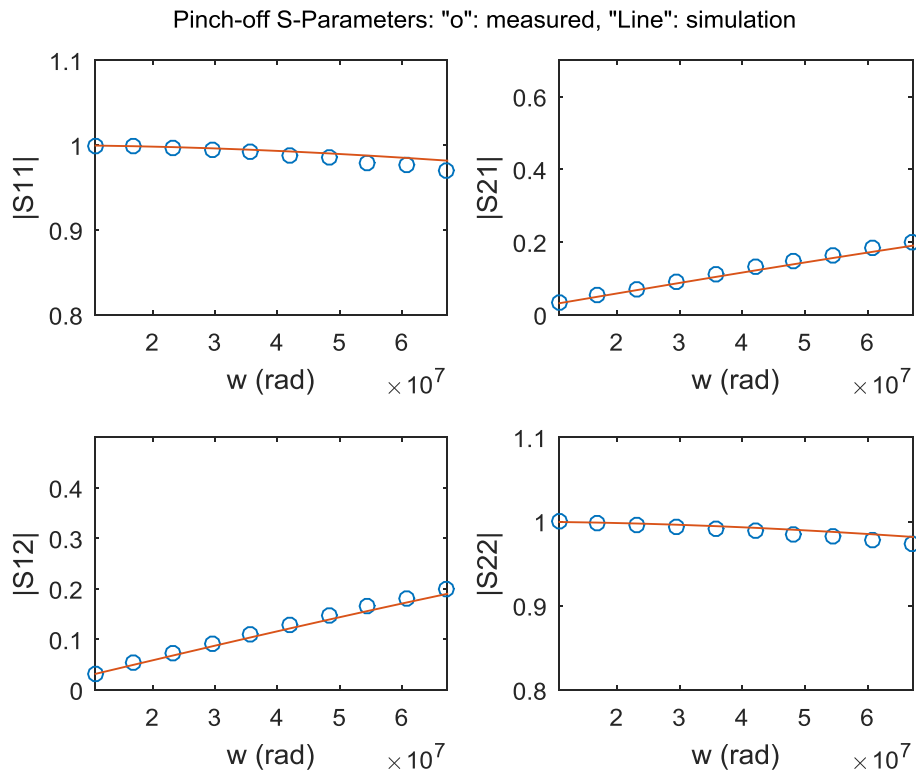 Pinch-off S-Parameters: "o": measured, "Line": simulation
1.1
1
0.9
0.8
|S11|
2 3 4 5 6
w (rad)
×10^7
0.6
0.4
0.2
0
|S21|
2 3 4 5 6
w (rad)
×10^7
0.4
0.3
0.2
0.1
0
|S12|
2 3 4 5 6
w (rad)
×10^7
1.1
1
0.9
0.8
|S22|
2 3 4 5 6
w (rad)
×10^7